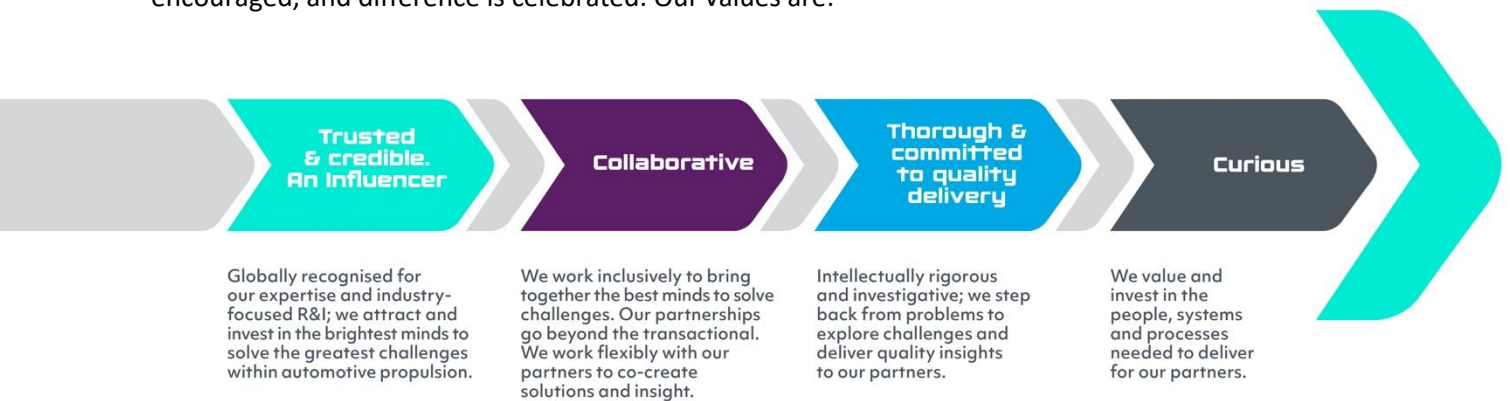 encouraged, and difference is celebrated. Our values are:
Trusted
& credible.
An Influencer
Globally recognised for
our expertise and industry-
focused R&I; we attract and
invest in the brightest minds to
solve the greatest challenges
within automotive propulsion.
Collaborative
We work inclusively to bring
together the best minds to solve
challenges. Our partnerships
go beyond the transactional.
We work flexibly with our
partners to co-create
solutions and insight.
Thorough &
committed
to quality
delivery
Intellectually rigorous
and investigative; we step
back from problems to
explore challenges and
deliver quality insights
to our partners.
Curious
We value and
invest in the
people, systems
and processes
needed to deliver
for our partners.